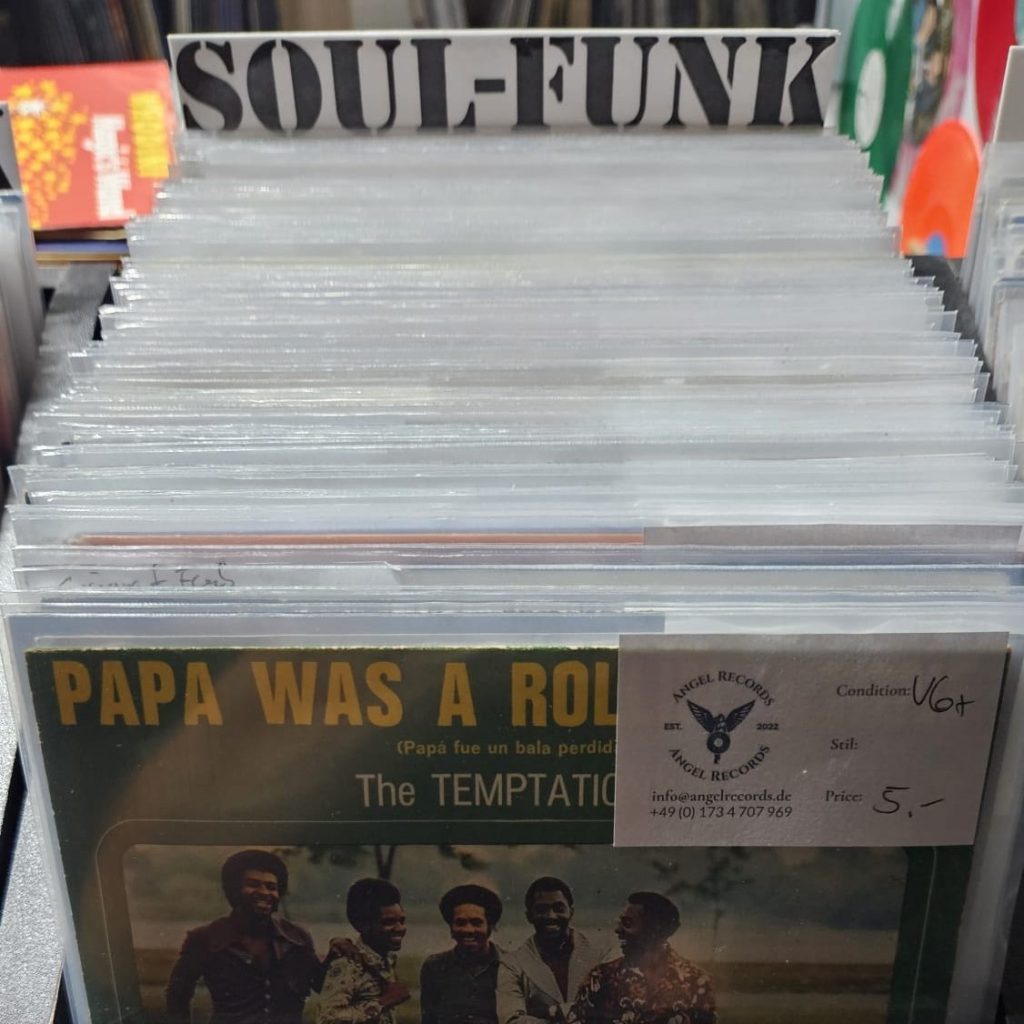 SOUL-FUNK
PAPA WAS A ROL
(Papá fue un bala perdid
The TEMPTATIO
ANGEL RECORDS
EST. 2022
ANGEL RECORDS
info@angelrecords.de
+49 (0) 173 4 707 969
Condition: VG+
Stil:
Price: 5,-